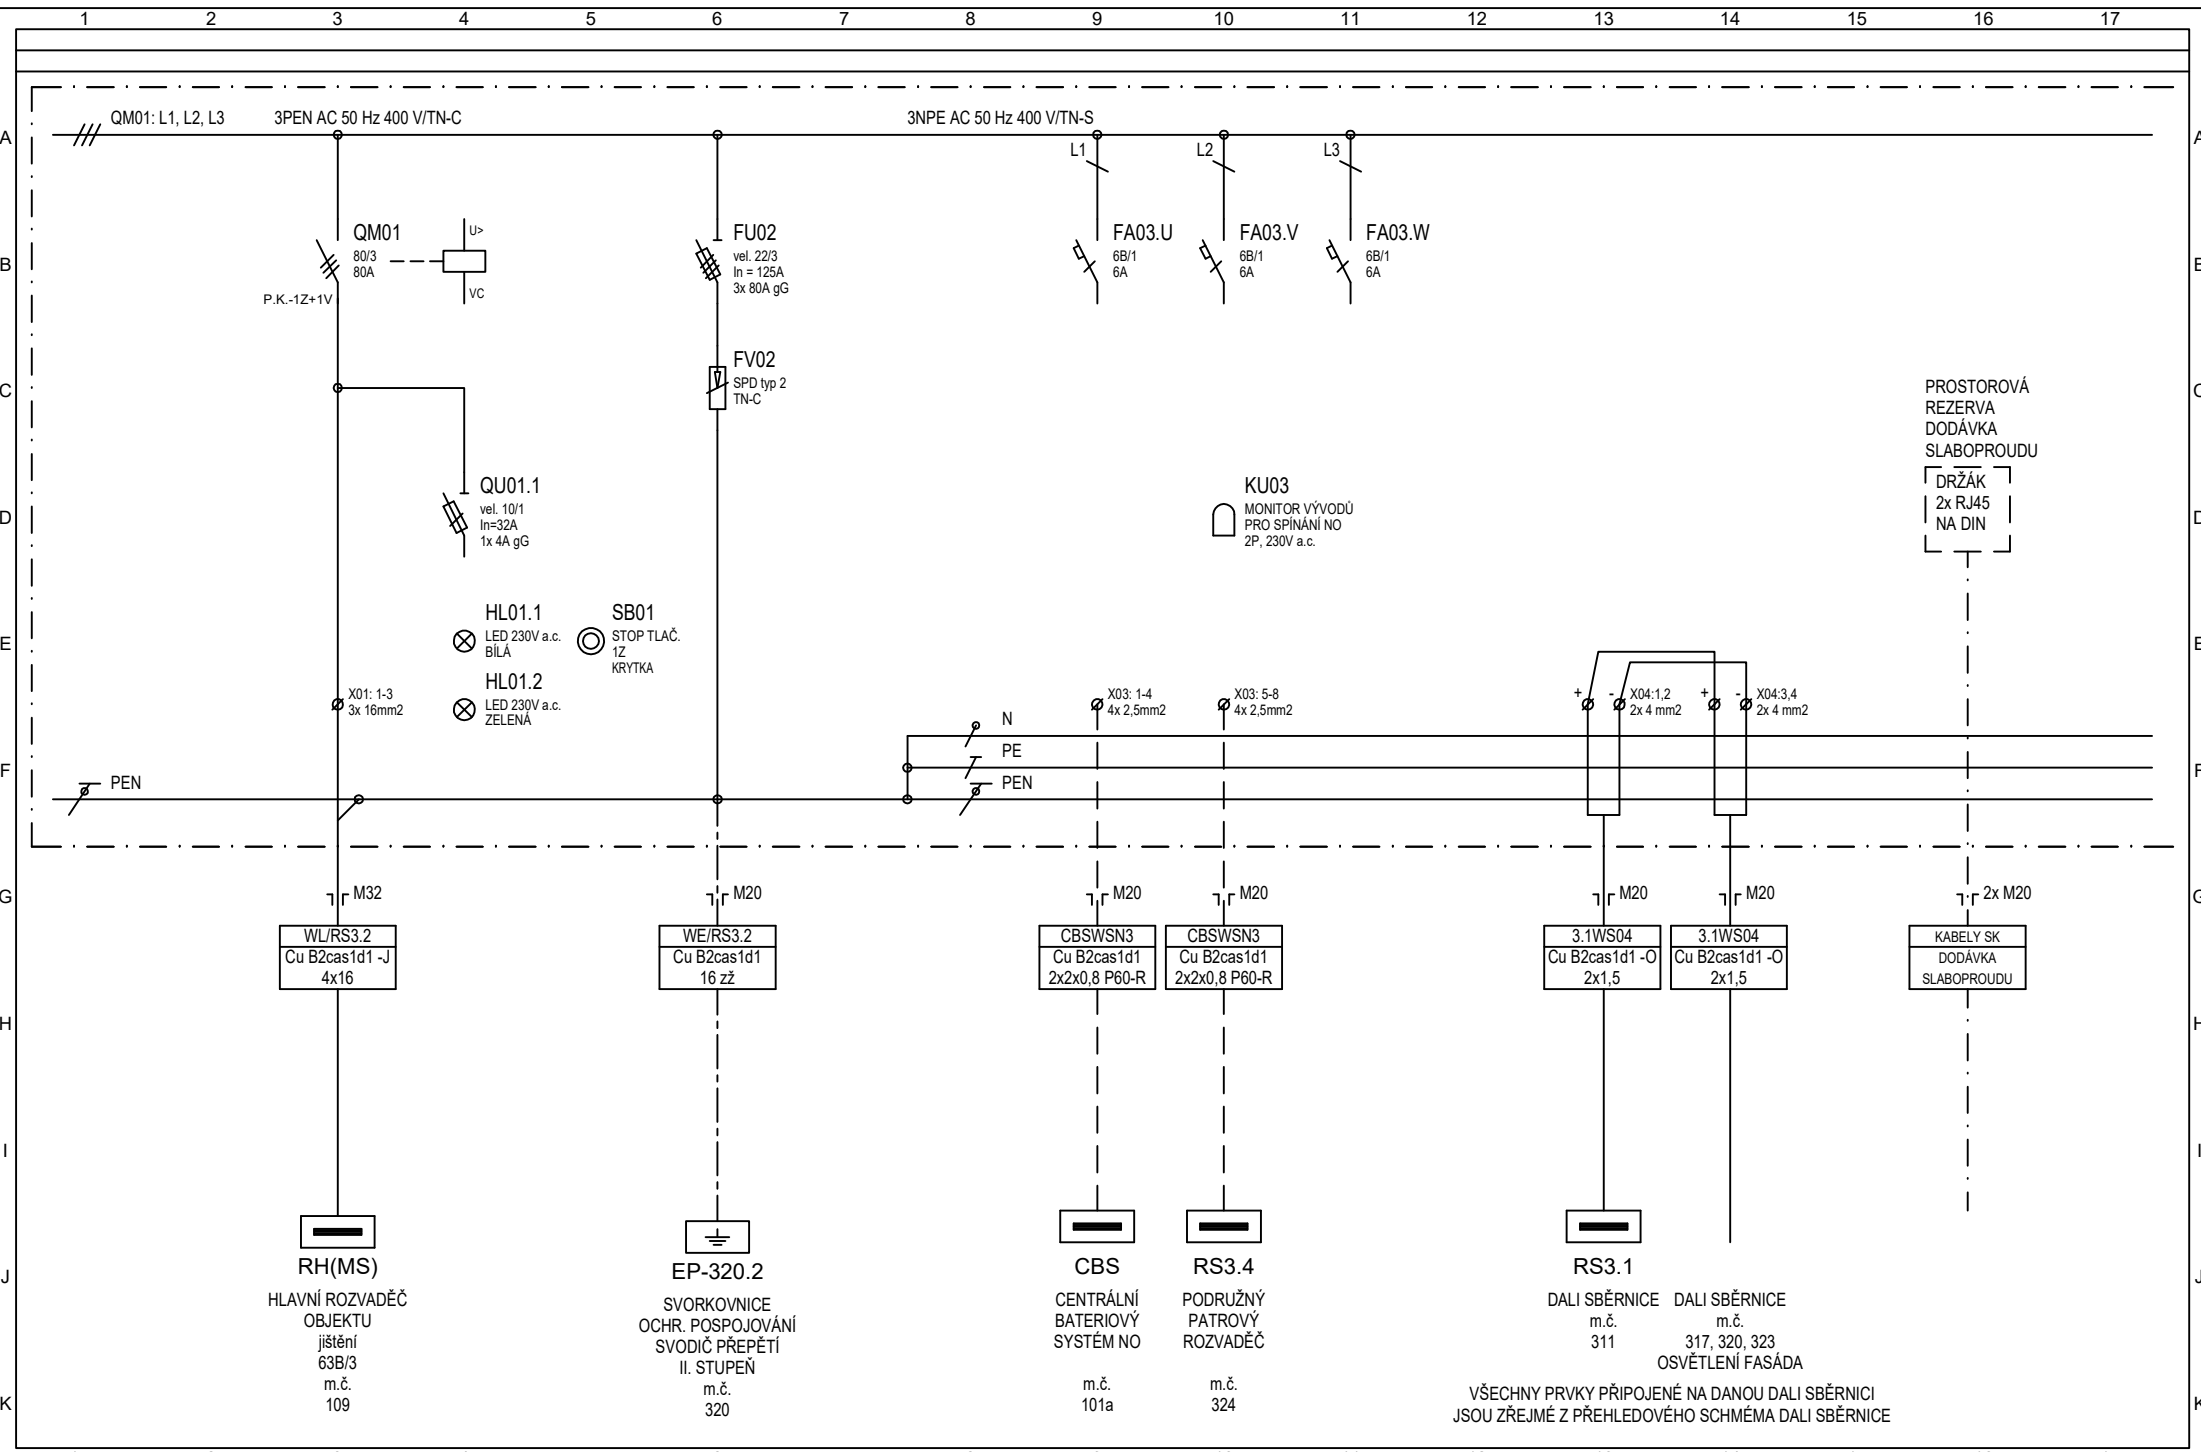 1 2 3 4 5 6 7 8 9 10 11 12 13 14 15 16 17
A
B
C
D
E
F
G
H
I
J
K
QM01: L1, L2, L3
3PEN AC 50 Hz 400 V/TN-C
3NPE AC 50 Hz 400 V/TN-S
L1
L2
L3
QM01
80/3
80A
P.K.-1Z+1V
U>
VC
FU02
vel. 22/3
In = 125A
3x 80A gG
FA03.U
6B/1
6A
FA03.V
6B/1
6A
FA03.W
6B/1
6A
FV02
SPD typ 2
TN-C
PROSTOROVÁ
REZERVA
DODÁVKA
SLABOPROUDU
DRŽÁK
2x RJ45
NA DIN
QU01.1
vel. 10/1
In=32A
1x 4A gG
KU03
MONITOR VÝVODŮ
PRO SPÍNÁNÍ NO
2P, 230V a.c.
HL01.1
LED 230V a.c.
BÍLÁ
SB01
STOP TLAČ.
1Z
KRYTKA
HL01.2
LED 230V a.c.
ZELENÁ
X01: 1-3
3x 16mm2
X03: 1-4
4x 2,5mm2
X03: 5-8
4x 2,5mm2
+ -
X04:1,2
2x 4 mm2
+ -
X04:3,4
2x 4 mm2
N
PE
PEN
PEN
M32
M20
M20
M20
M20
M20
2x M20
WL/RS3.2
Cu B2cas1d1 -J
4x16
WE/RS3.2
Cu B2cas1d1
16 zž
CBSWSN3
Cu B2cas1d1
2x2x0,8 P60-R
CBSWSN3
Cu B2cas1d1
2x2x0,8 P60-R
3.1WS04
Cu B2cas1d1 -O
2x1,5
3.1WS04
Cu B2cas1d1 -O
2x1,5
KABELY SK
DODÁVKA
SLABOPROUDU
RH(MS)
HLAVNÍ ROZVADĚČ
OBJEKTU
jištění
63B/3
m.č.
109
EP-320.2
SVORKOVNICE
OCHR. POSPOJOVÁNÍ
SVODIČ PŘEPĚTÍ
II. STUPEŇ
m.č.
320
CBS
CENTRÁLNÍ
BATERIOVÝ
SYSTÉM NO
m.č.
101a
RS3.4
PODRUŽNÝ
PATROVÝ
ROZVADĚČ
m.č.
324
RS3.1
DALI SBĚRNICE
m.č.
311
DALI SBĚRNICE
m.č.
317, 320, 323
OSVĚTLENÍ FASÁDA
VŠECHNY PRVKY PŘIPOJENÉ NA DANOU DALI SBĚRNICI
JSOU ZŘEJMÉ Z PŘEHLEDOVÉHO SCHMÉMA DALI SBĚRNICE
A
B
C
D
E
F
G
H
I
J
K